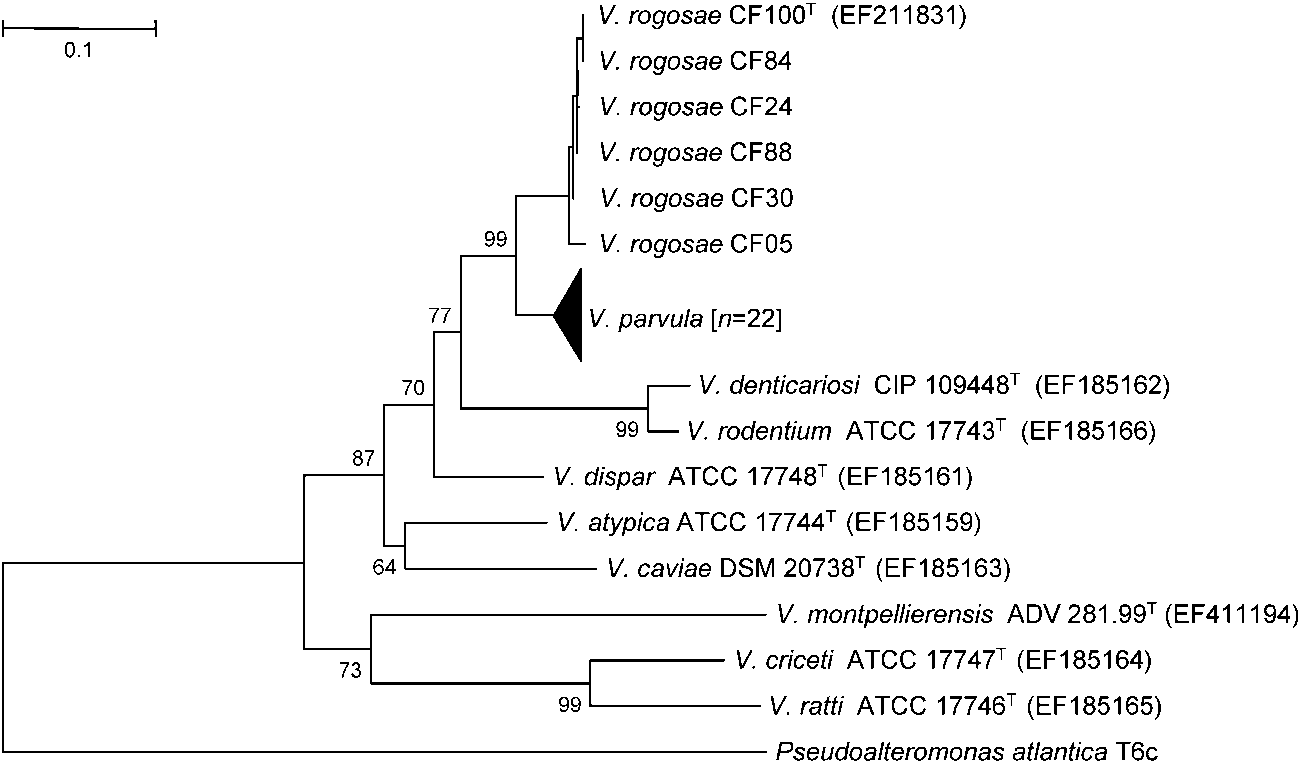 V. rogosae CF100ᵀ (EF211831)
0.1
V. rogosae CF84
V. rogosae CF24
V. rogosae CF88
V. rogosae CF30
V. rogosae CF05
99
V. parvula [n=22]
77
V. denticariosi CIP 109448ᵀ (EF185162)
70
V. rodentium ATCC 17743ᵀ (EF185166)
99
87
V. dispar ATCC 17748ᵀ (EF185161)
V. atypica ATCC 17744ᵀ (EF185159)
64
V. caviae DSM 20738ᵀ (EF185163)
V. montpellierensis ADV 281.99ᵀ (EF411194)
73
V. criceti ATCC 17747ᵀ (EF185164)
99
V. ratti ATCC 17746ᵀ (EF185165)
Pseudoalteromonas atlantica T6c